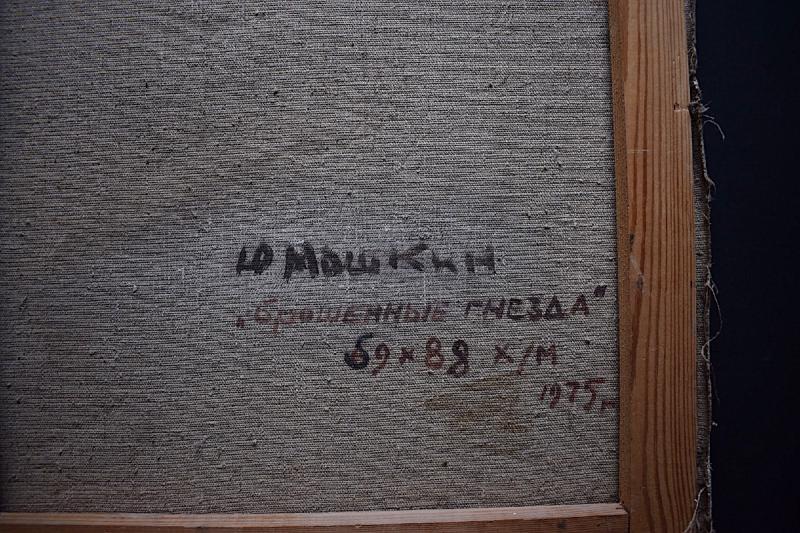 Ю Мошкин
„Брошенные гнезда"
69×88 х/м
1975г